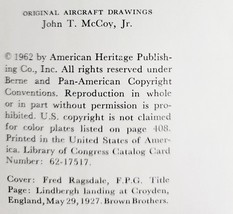 ORIGINAL AIRCRAFT DRAWINGS
John T. McCoy, Jr.
© 1962 by American Heritage Publish-
ing Co., Inc. All rights reserved under
Berne and Pan-American Copyright
Conventions. Reproduction in whole
or in part without permission is pro-
hibited. U.S. copyright is not claimed
for color plates listed on page 408.
Printed in the United States of Amer-
ica. Library of Congress Catalog Card
Number: 62-17517.
Cover: Fred Ragsdale, F.P.G. Title
Page: Lindbergh landing at Croyden,
England, May 29, 1927. Brown Brothers.